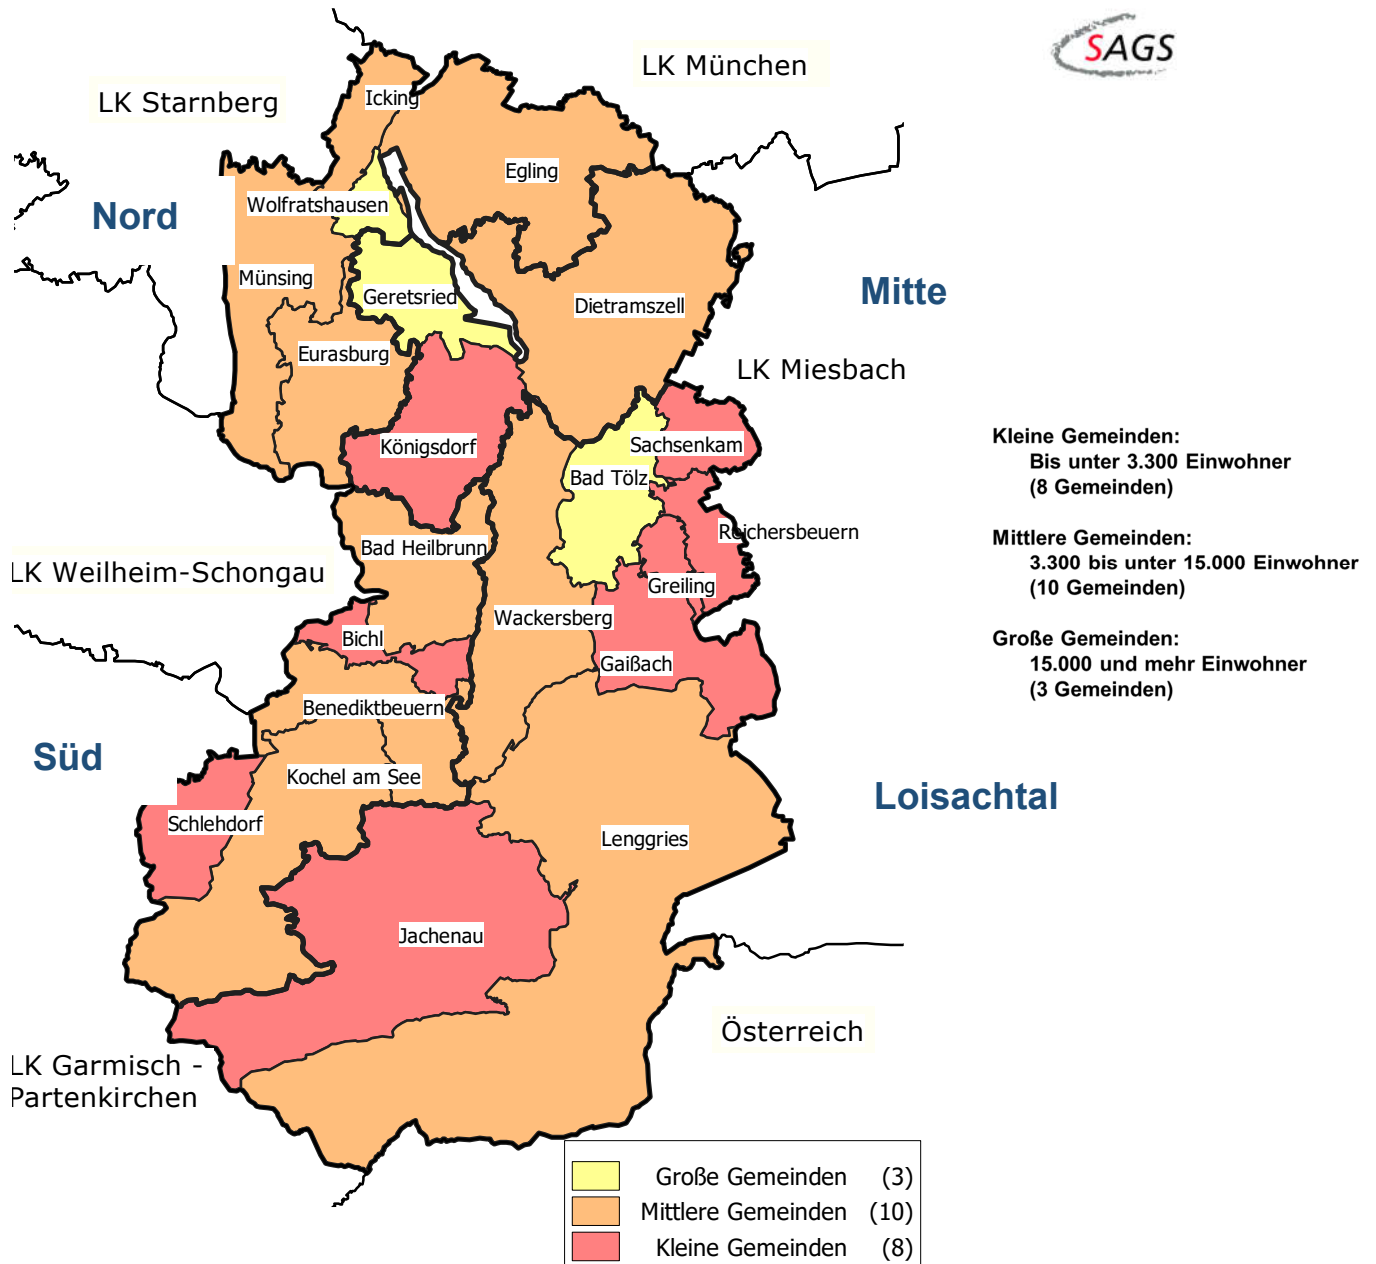 SAGS
LK München
LK Starnberg
Icking
Egling
Nord
Wolfratshausen
Münsing
Geretsried
Dietramszell
Mitte
Eurasburg
LK Miesbach
Königsdorf
Sachsenkam
Bad Tölz
Reichersbeuern
Bad Heilbrunn
LK Weilheim-Schongau
Greiling
Wackersberg
Bichl
Gaißach
Benediktbeuern
Süd
Kochel am See
Loisachtal
Schlehdorf
Lenggries
Jachenau
Österreich
LK Garmisch -
Partenkirchen
Kleine Gemeinden:
Bis unter 3.300 Einwohner
(8 Gemeinden)
Mittlere Gemeinden:
3.300 bis unter 15.000 Einwohner
(10 Gemeinden)
Große Gemeinden:
15.000 und mehr Einwohner
(3 Gemeinden)
Große Gemeinden (3)
Mittlere Gemeinden (10)
Kleine Gemeinden (8)